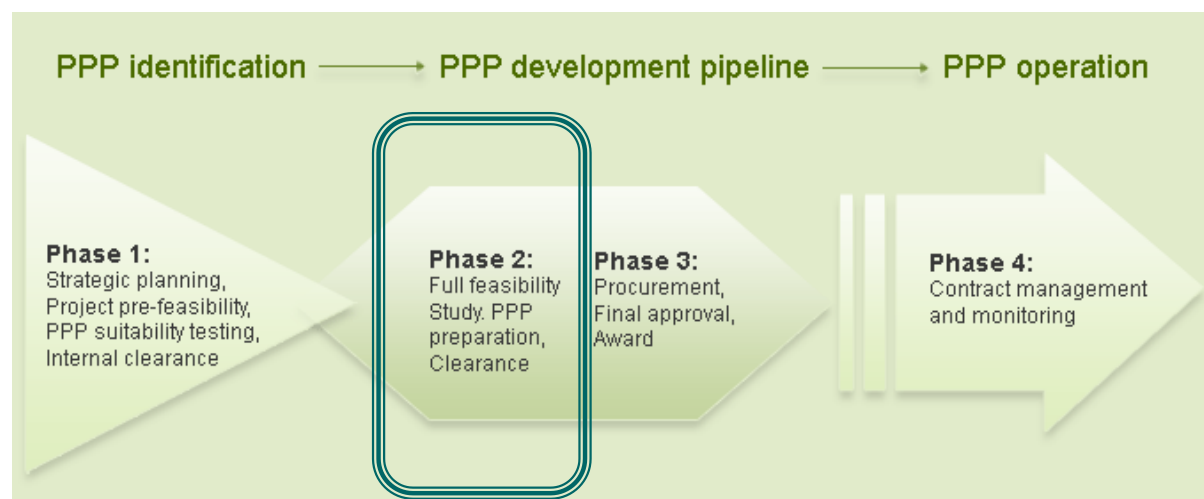 PPP identification
PPP development pipeline
PPP operation
Phase 1:
Strategic planning,
Project pre-feasibility,
PPP suitability testing,
Internal clearance
Phase 2:
Full feasibility
Study. PPP
preparation,
Clearance
Phase 3:
Procurement,
Final approval,
Award
Phase 4:
Contract management
and monitoring